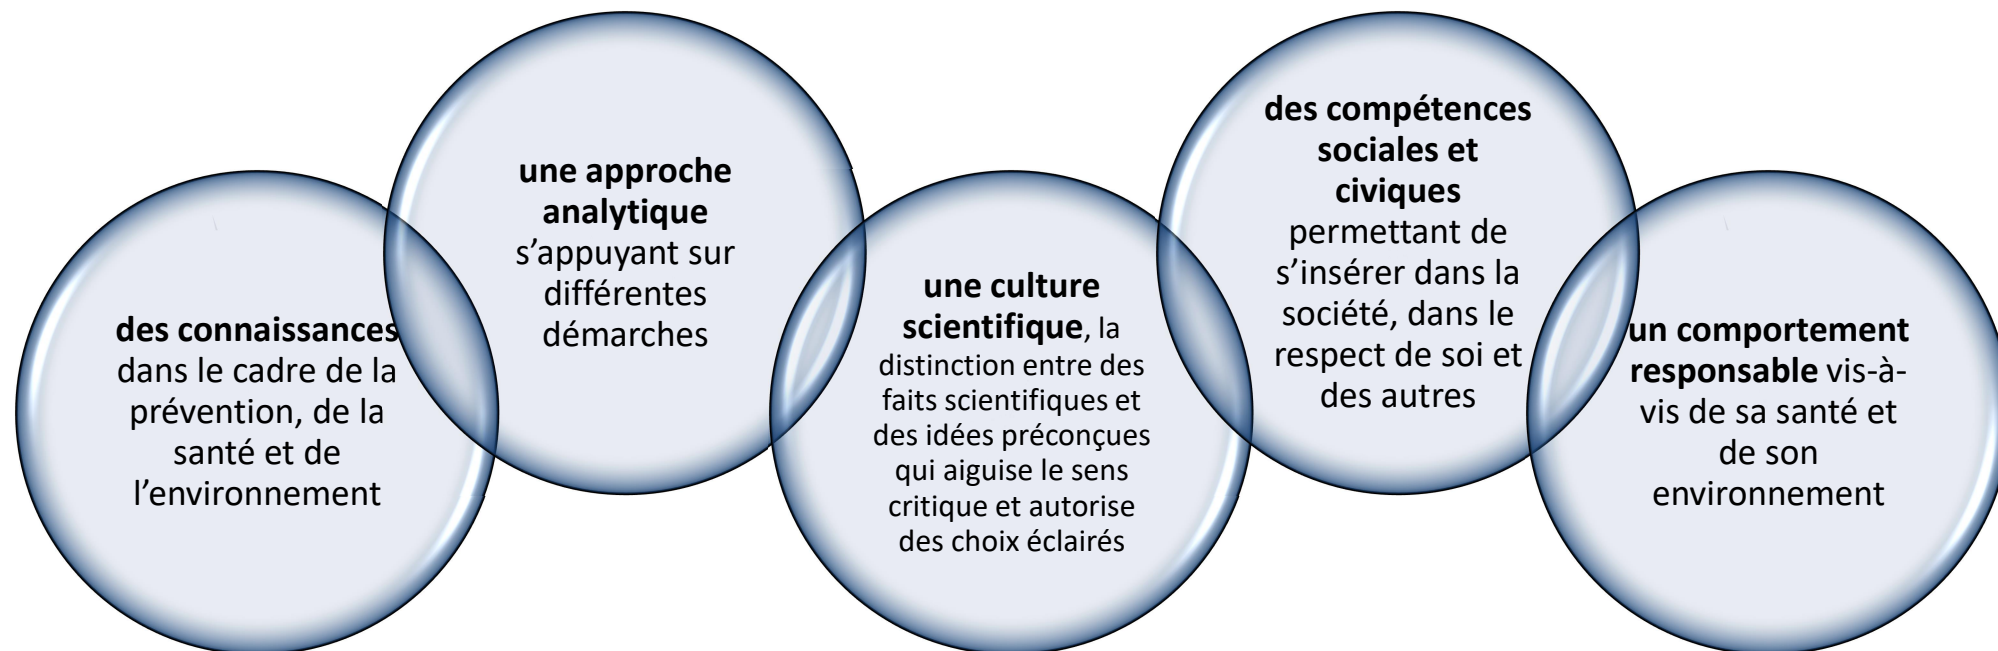 des connaissances
dans le cadre de la
prévention, de la
santé et de
l’environnement
une approche
analytique
s’appuyant sur
différentes
démarches
une culture
scientifique, la
distinction entre des
faits scientifiques et
des idées préconçues
qui aiguise le sens
critique et autorise
des choix éclairés
des compétences
sociales et
civiques
permettant de
s’insérer dans la
société, dans le
respect de soi et
des autres
un comportement
responsable vis-à-
vis de sa santé et
de son
environnement